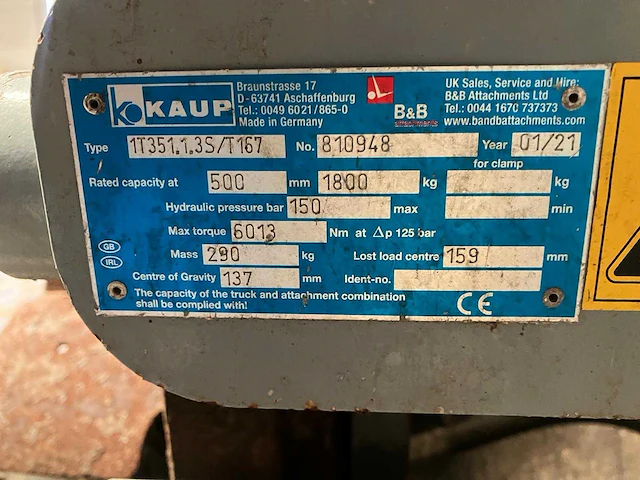 KAUP
Braunstrasse 17
D-63741 Aschaffenburg
Tel.: 0049 6021/865-0
Made in Germany
B&B
attachments
UK Sales, Service and Hire:
B&B Attachments Ltd
Tel.: 0044 1670 737373
www.bandbattachments.com
Type 1T351.1.3S/T167 No. 810948 Year 01/21
for clamp
Rated capacity at 500 mm 1800 kg kg
Hydraulic pressure bar 150 max min
Max torque 6013 Nm at Δp 125 bar
GB Mass 290 kg Lost load centre 159 mm
IRL Centre of Gravity 137 mm Ident-no.
The capacity of the truck and attachment combination
shall be complied with! CE